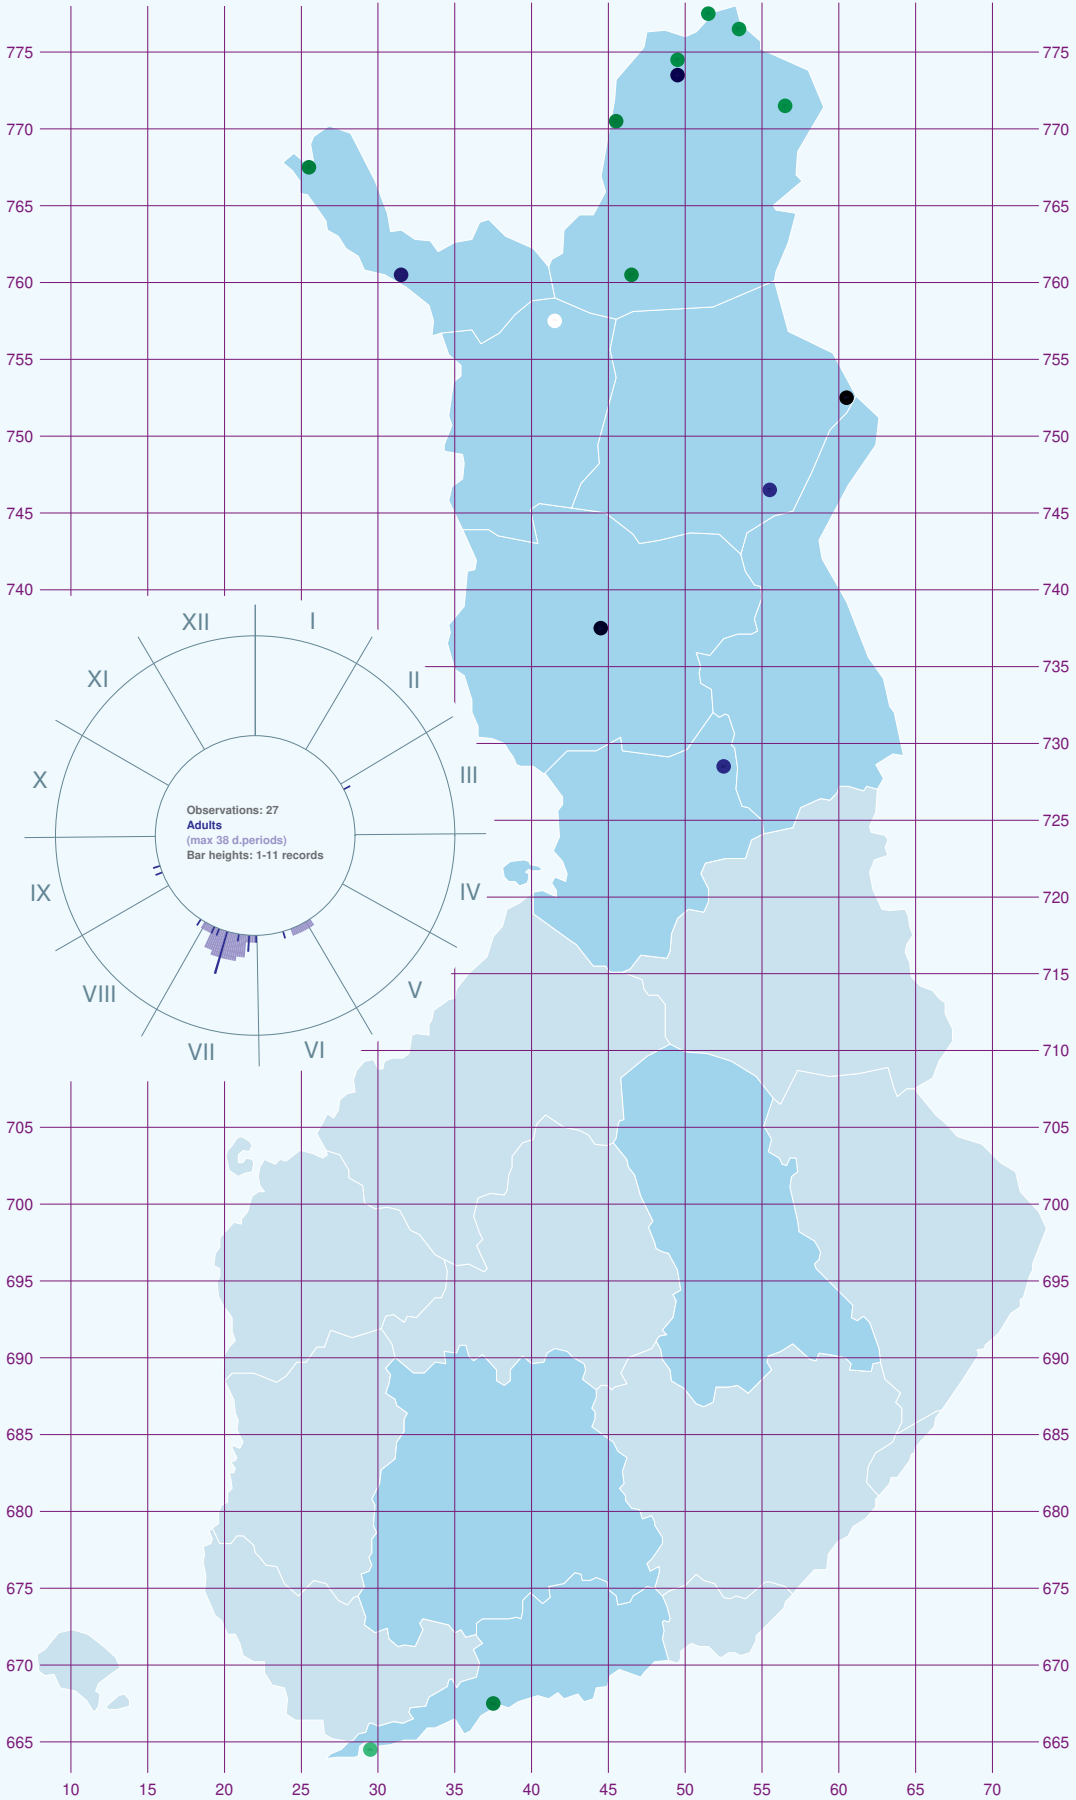 775 775
770 770
765 765
760 760
755 755
750 750
745 745
740 740
XII I
XI II
735
X III
730
Observations: 27
Adults
(max 38 d.periods)
Bar heights: 1-11 records
725
IX IV
720
VIII V
715
VII VI
710
705 705
700 700
695 695
690 690
685 685
680 680
675 675
670 670
665 665
10 15 20 25 30 35 40 45 50 55 60 65 70